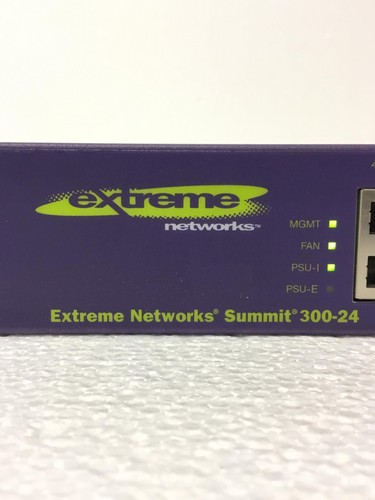 extreme
networks™
MGMT
FAN
PSU-I
PSU-E
Extreme Networks® Summit® 300-24